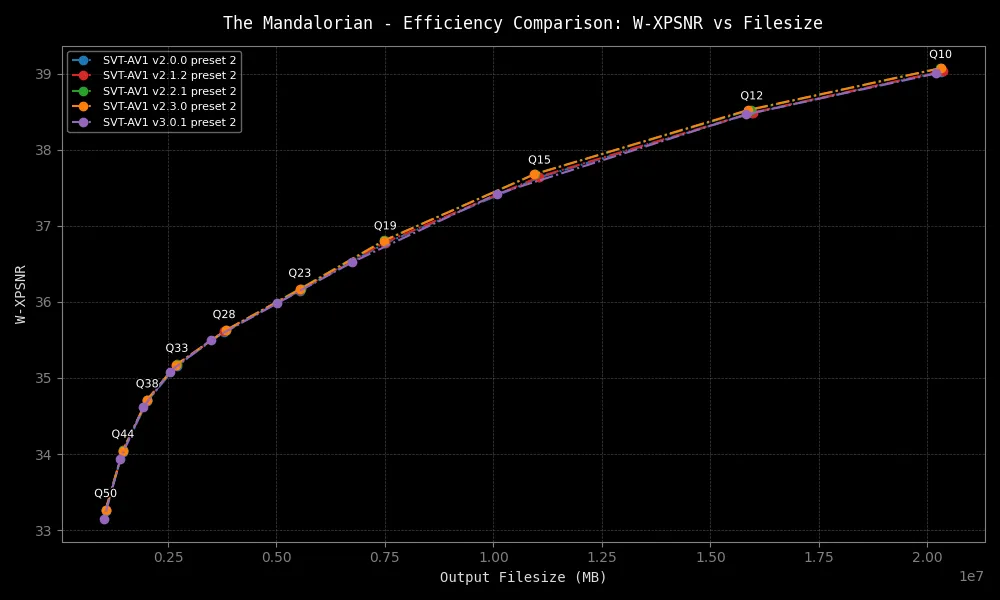 The Mandalorian - Efficiency Comparison: W-XPSNR vs Filesize
SVT-AV1 v2.0.0 preset 2
SVT-AV1 v2.1.2 preset 2
SVT-AV1 v2.2.1 preset 2
SVT-AV1 v2.3.0 preset 2
SVT-AV1 v3.0.1 preset 2
Q10
Q12
Q15
Q19
Q23
Q28
Q33
Q38
Q44
Q50
39
38
37
36
35
34
33
W-XPSNR
0.25 0.50 0.75 1.00 1.25 1.50 1.75 2.00
1e7
Output Filesize (MB)